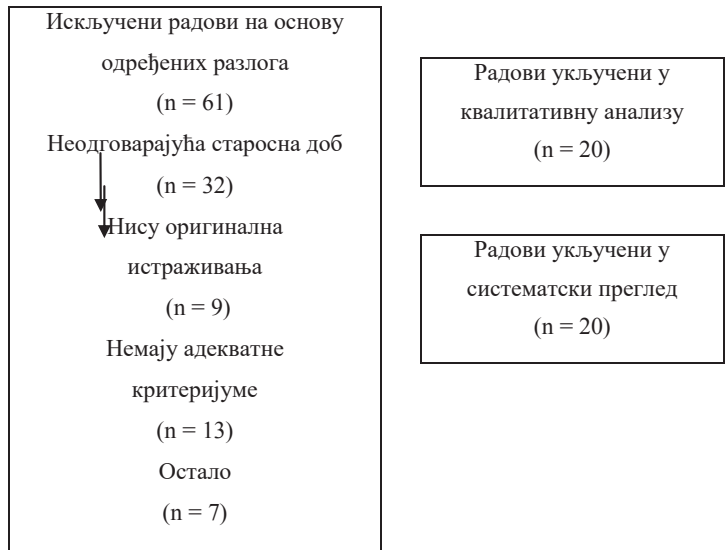 Искључени радови на основу
одређених разлога
(n = 61)
Неодговарајућа старосна доб
(n = 32)
Нису оригинална
истраживања
(n = 9)
Немају адекватне
критеријуме
(n = 13)
Остало
(n = 7)
Радови укључени у
квалитативну анализу
(n = 20)
Радови укључени у
систематски преглед
(n = 20)